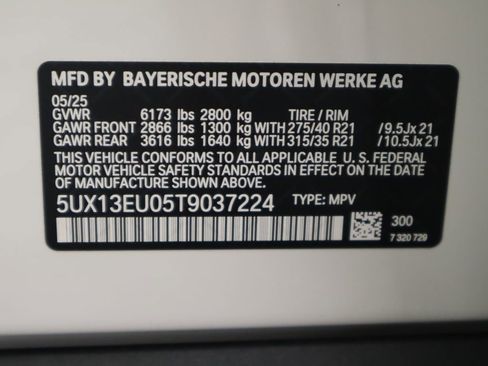 MFD BY BAYERISCHE MOTOREN WERKE AG
05/25
GVWR 6173 lbs 2800 kg TIRE / RIM
GAWR FRONT 2866 lbs 1300 kg WITH 275/40 R21 /9.5Jx21
GAWR REAR 3616 lbs 1640 kg WITH 315/35 R21 /10.5Jx21
THIS VEHICLE CONFORMS TO ALL APPLICABLE U. S. FEDERAL
MOTOR VEHICLE SAFETY STANDARDS IN EFFECT ON THE DATE
OF MANUFACTURE SHOWN ABOVE.
5UX13EU05T9037224 TYPE: MPV
300
7 320 729